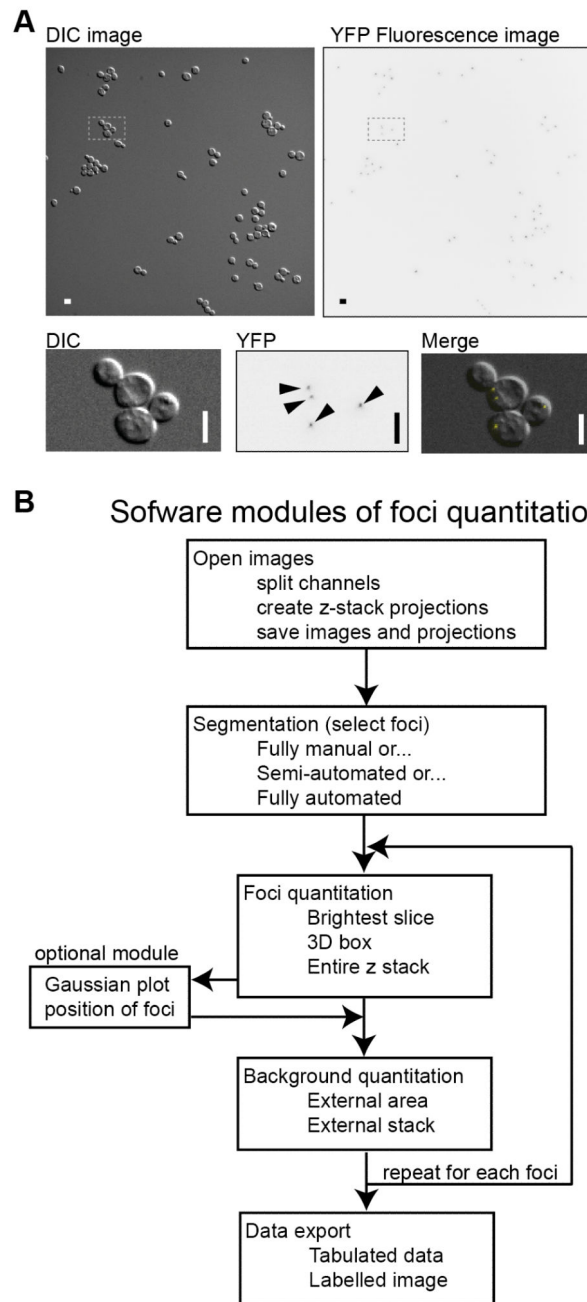 A
DIC image
YFP Fluorescence image
DIC
YFP
Merge
B
Sofware modules of foci quantitatio
Open images
split channels
create z-stack projections
save images and projections
Segmentation (select foci)
Fully manual or...
Semi-automated or...
Fully automated
Foci quantitation
Brightest slice
3D box
Entire z stack
optional module
Gaussian plot
position of foci
Background quantitation
External area
External stack
repeat for each foci
Data export
Tabulated data
Labelled image